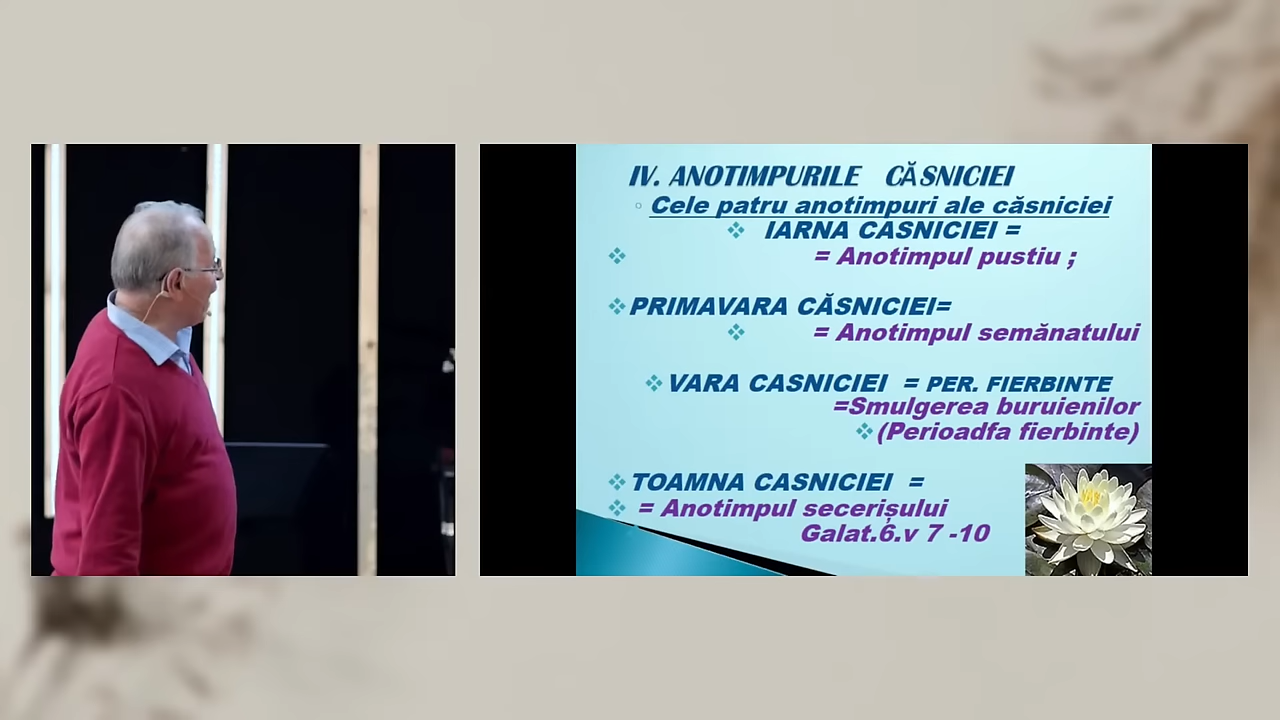 IV. ANOTIMPURILE CĂSNICIEI
Cele patru anotimpuri ale căsniciei
IARNA CASNICIEI =
= Anotimpul pustiu ;
PRIMAVARA CĂSNICIEI=
= Anotimpul semănatului
VARA CASNICIEI = PER. FIERBINTE
=Smulgerea buruienilor
(Perioadfa fierbinte)
TOAMNA CASNICIEI =
= Anotimpul secerișului
Galat.6.v 7 -10